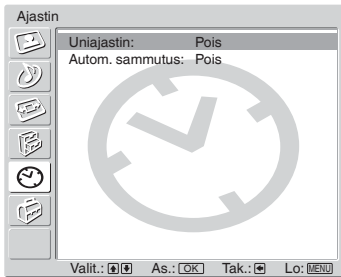 Ajastin
Uniajastin: Pois
Autom. sammutus: Pois
Valit.: As.: OK Tak.: Lo: MENU